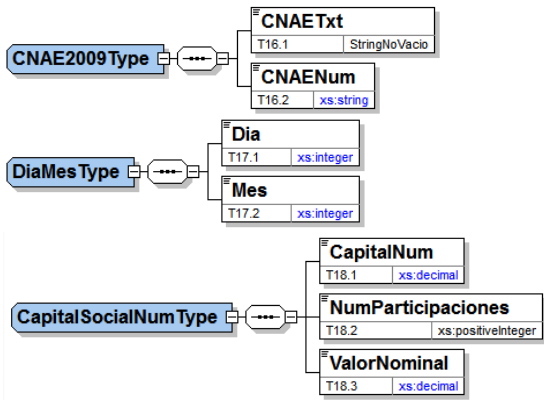 CNAETxt
CNAE2009Type
T16.1 StringNoVacio
CNAENum
T16.2 xs:string
Dia
DiaMesType
T17.1 xs:integer
Mes
T17.2 xs:integer
CapitalNum
T18.1 xs:decimal
CapitalSocialNumType
NumParticipaciones
T18.2 xs:positiveInteger
ValorNominal
T18.3 xs:decimal